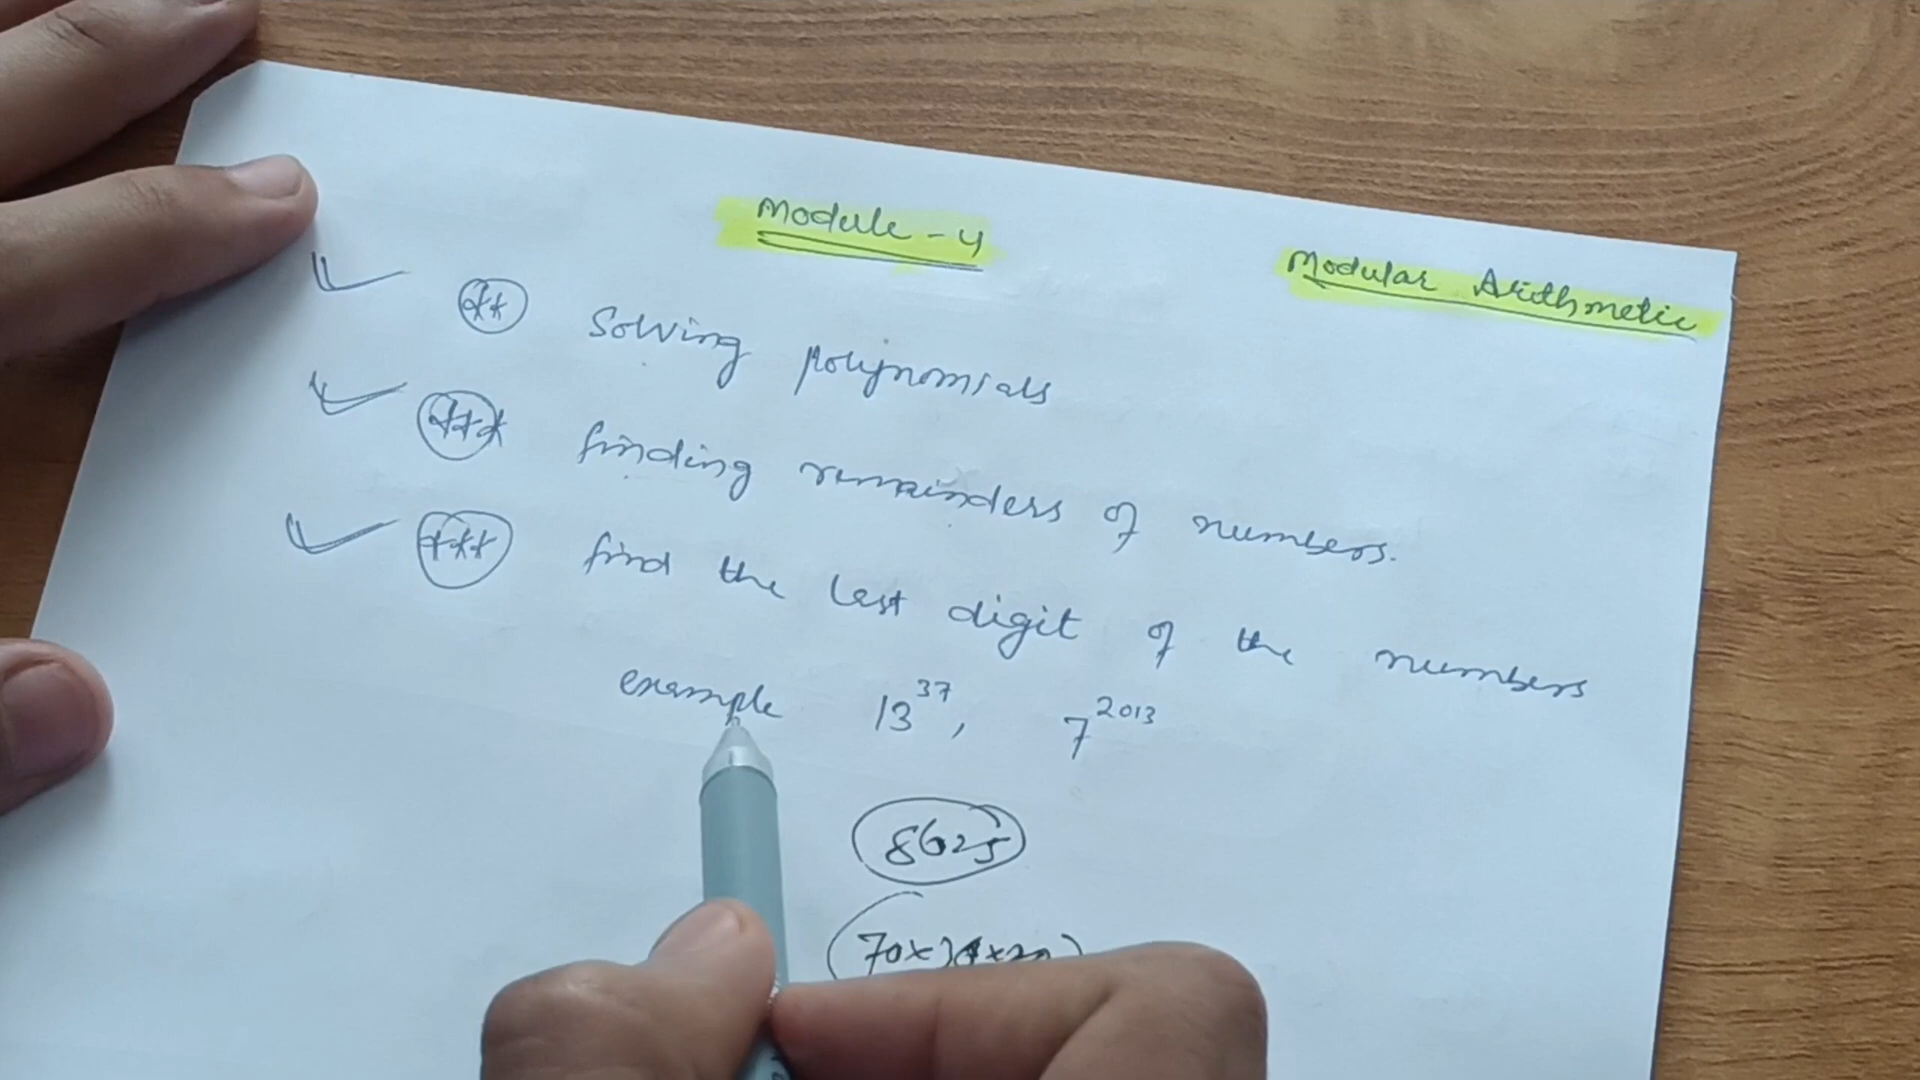 Module - 4
Modular Arithmetic
** Solving polynomials
*** finding remainders of numbers.
*** find the last digit of the numbers
example 13^37, 7^2013
8625